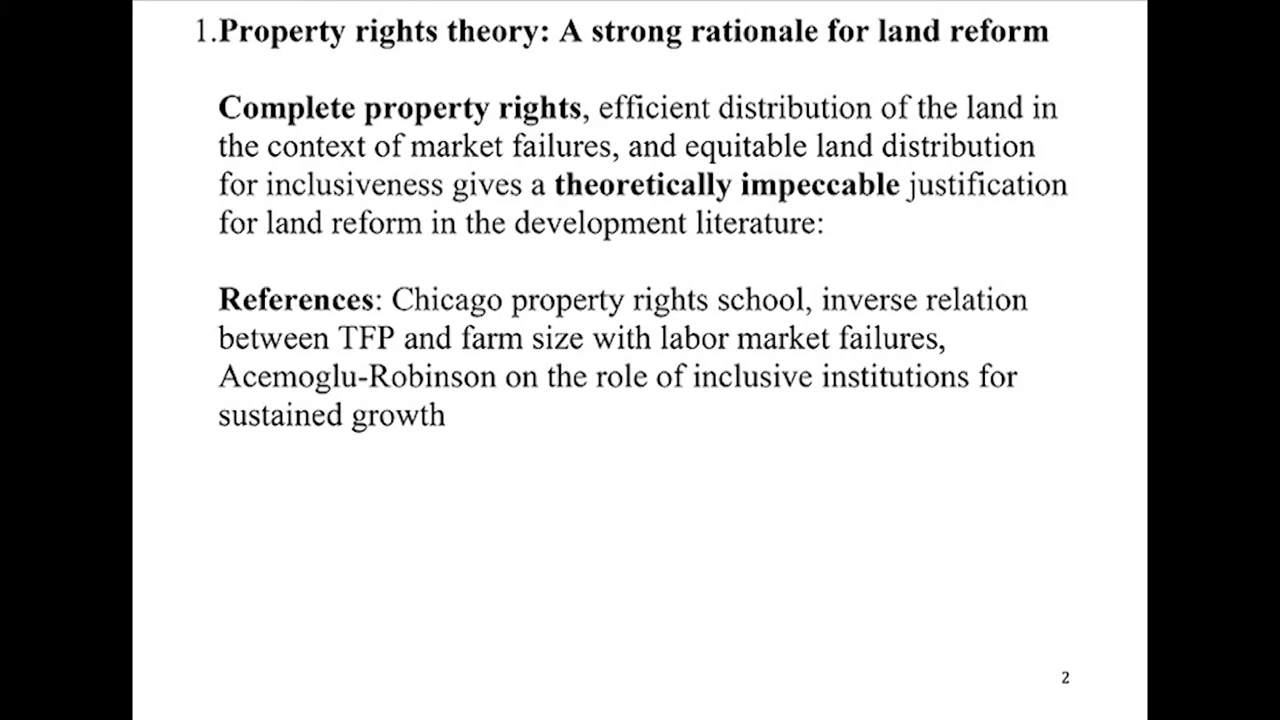 1.Property rights theory: A strong rationale for land reform
Complete property rights, efficient distribution of the land in
the context of market failures, and equitable land distribution
for inclusiveness gives a theoretically impeccable justification
for land reform in the development literature:
References: Chicago property rights school, inverse relation
between TFP and farm size with labor market failures,
Acemoglu-Robinson on the role of inclusive institutions for
sustained growth
2